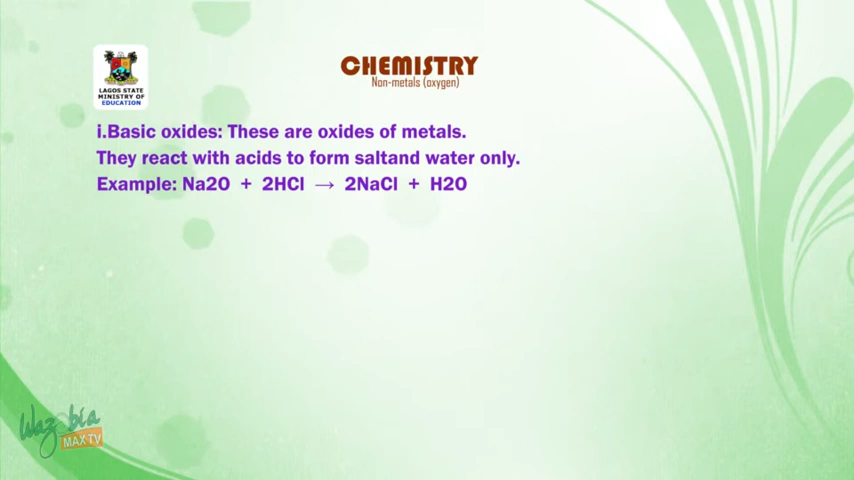 LAGOS STATE
MINISTRY OF
EDUCATION
CHEMISTRY
Non-metals (oxygen)
i.Basic oxides: These are oxides of metals.
They react with acids to form saltand water only.
Example: Na2O + 2HCl → 2NaCl + H2O
Wazobia
MAX TV